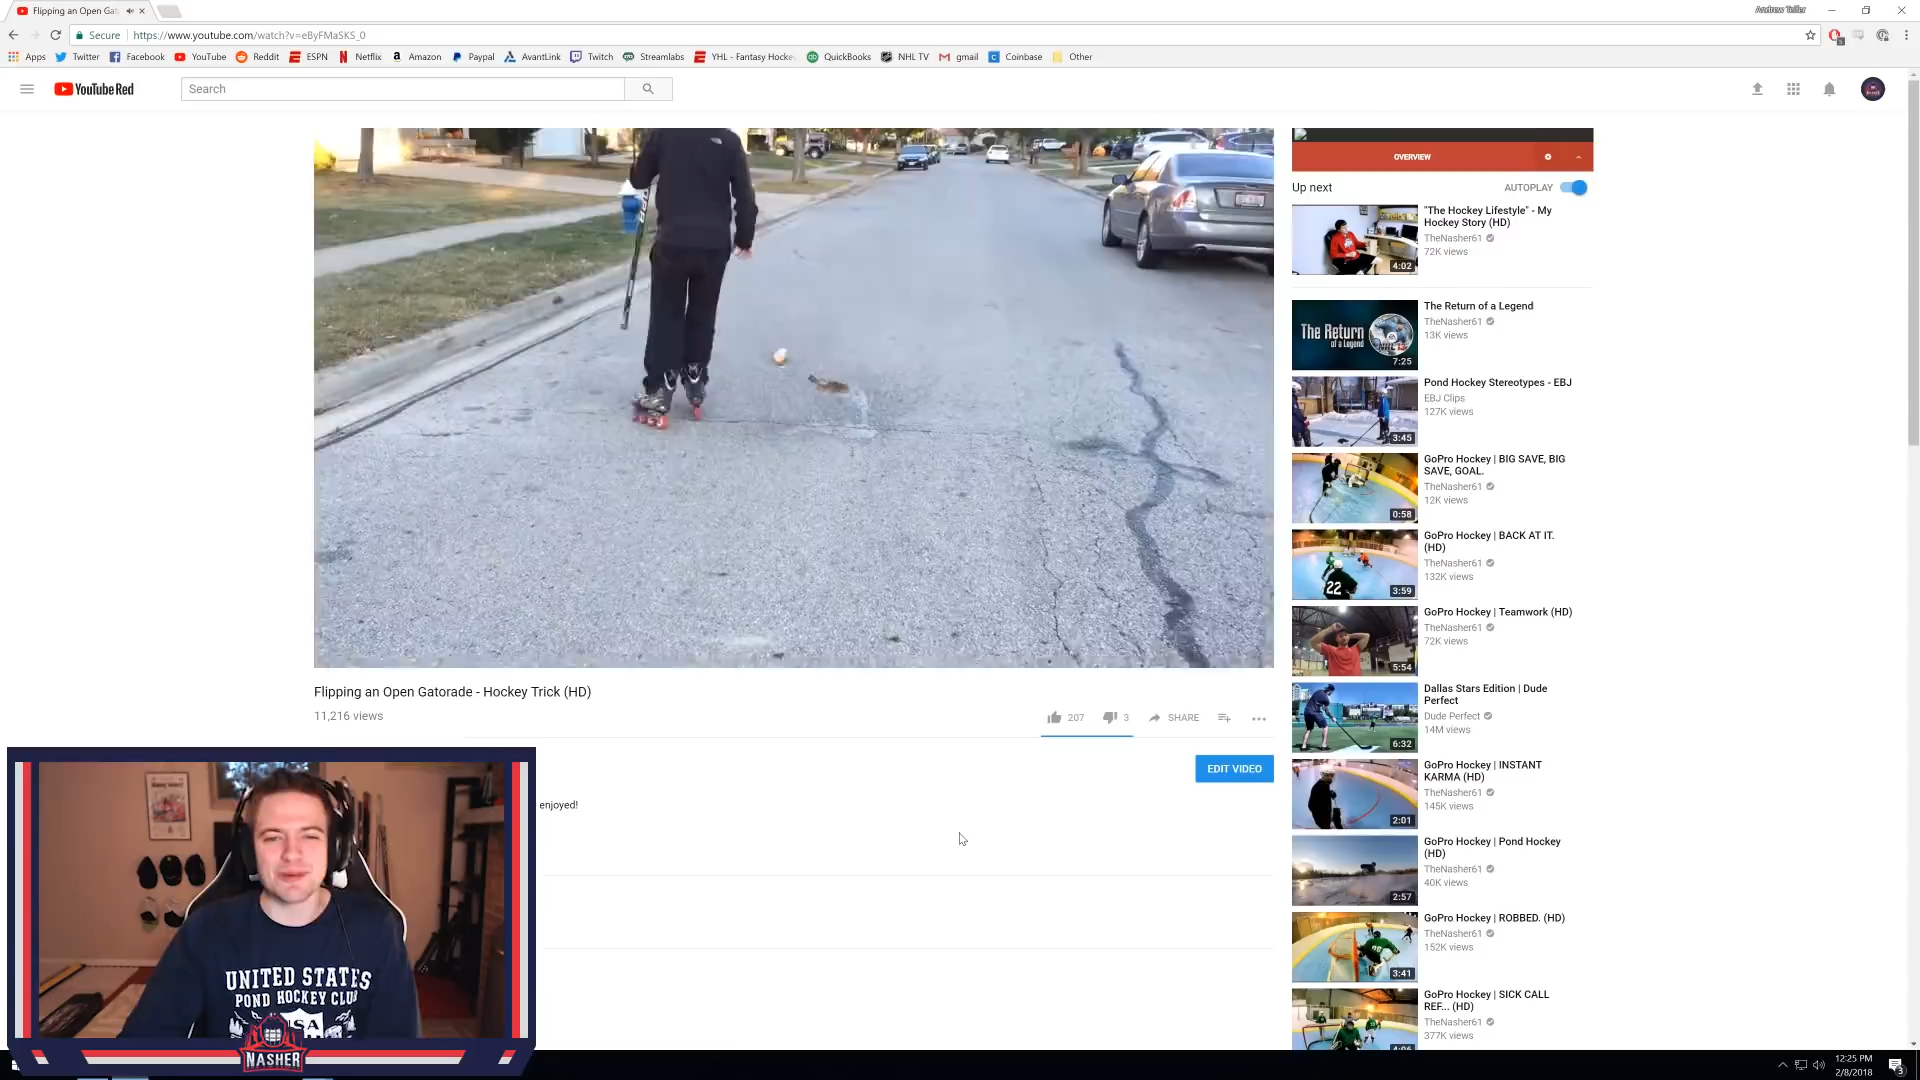 Flipping an Open Gat
Andrew Telfer
Secure
https://www.youtube.com/watch?v=eByFMaSKS_0
Apps
Twitter
Facebook
YouTube
Reddit
ESPN
Netflix
Amazon
Paypal
AvantLink
Twitch
Streamlabs
YHL - Fantasy Hocke
QuickBooks
NHL TV
gmail
Coinbase
Other
YouTube Red
Search
OVERVIEW
Up next
AUTOPLAY
"The Hockey Lifestyle" - My
Hockey Story (HD)
TheNasher61
72K views
4:02
The Return
of a Legend
7:25
The Return of a Legend
TheNasher61
13K views
Pond Hockey Stereotypes - EBJ
EBJ Clips
127K views
3:45
GoPro Hockey | BIG SAVE, BIG
SAVE, GOAL.
TheNasher61
12K views
0:58
GoPro Hockey | BACK AT IT.
(HD)
TheNasher61
132K views
22
3:59
GoPro Hockey | Teamwork (HD)
TheNasher61
72K views
5:54
Dallas Stars Edition | Dude
Perfect
Dude Perfect
14M views
6:32
GoPro Hockey | INSTANT
KARMA (HD)
TheNasher61
145K views
2:01
GoPro Hockey | Pond Hockey
(HD)
TheNasher61
40K views
2:57
GoPro Hockey | ROBBED. (HD)
TheNasher61
152K views
3:41
GoPro Hockey | SICK CALL
REF... (HD)
TheNasher61
377K views
Flipping an Open Gatorade - Hockey Trick (HD)
11,216 views
207
3
SHARE
EDIT VIDEO
enjoyed!
UNITED STATES
POND HOCKEY CLUB
USA
NASHER
12:25 PM
2/8/2018
3